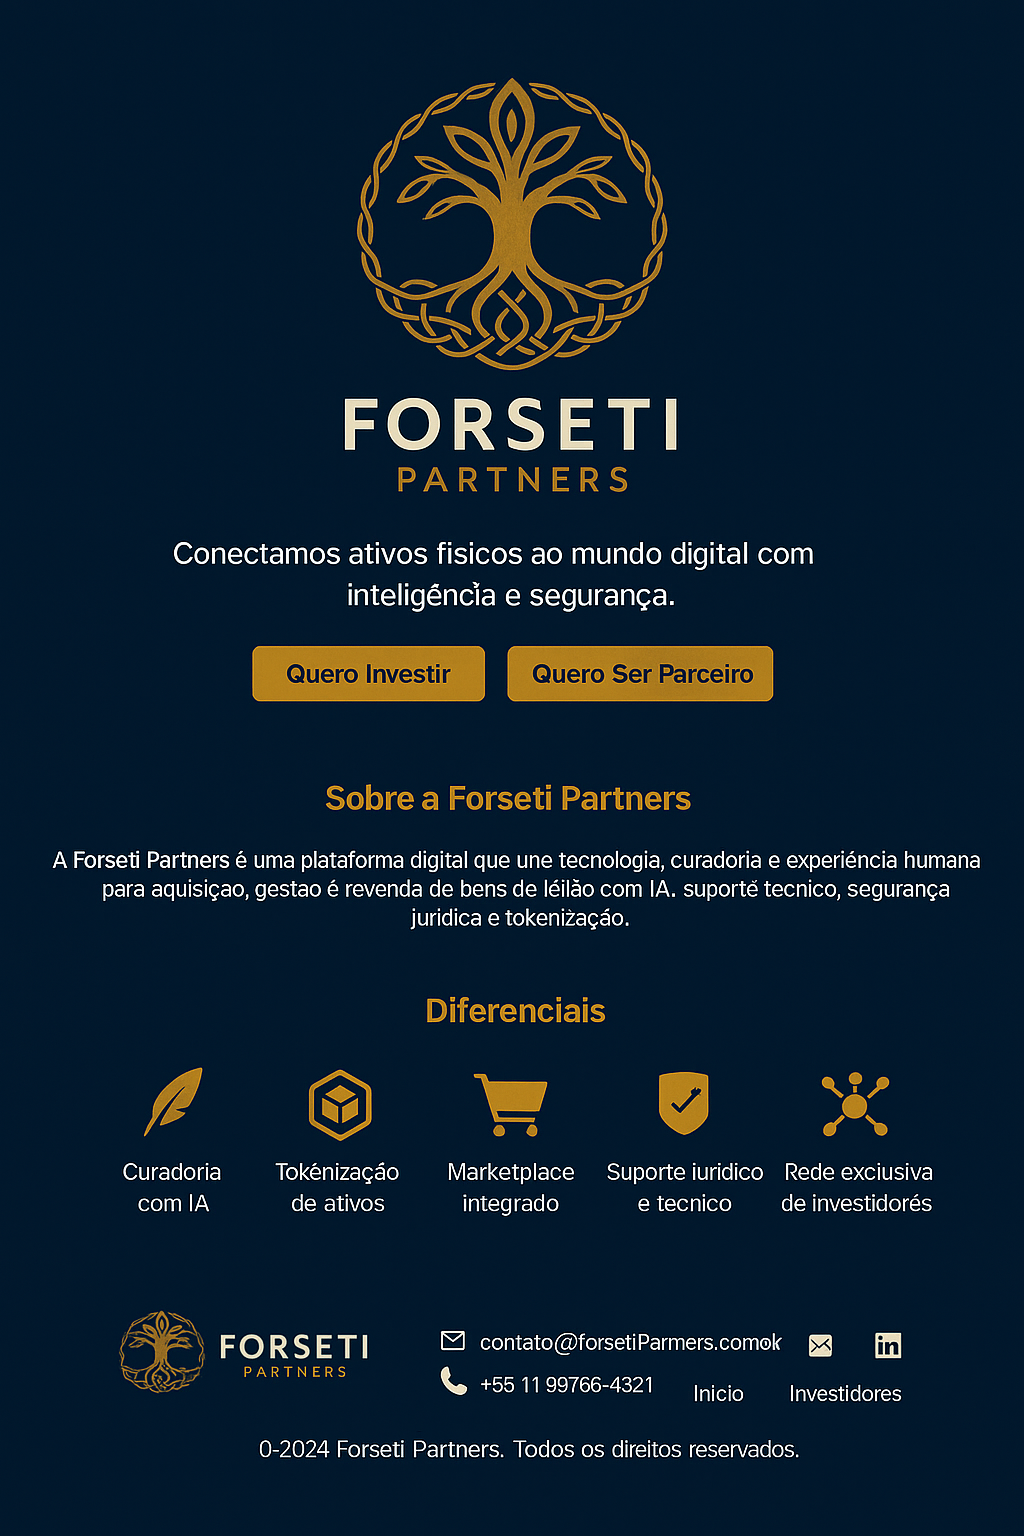 FORSETI
PARTNERS
Conectamos ativos fisicos ao mundo digital com
inteligência e segurança.
Quero Investir
Quero Ser Parceiro
Sobre a Forseti Partners
A Forseti Partners é uma plataforma digital que une tecnologia, curadoria e experiéncia humana
para aquisiçao, gestao é revenda de bens de léilão com IA. suportĕ tecnico, segurança
juridica e tokenizaçáo.
Diferenciais
Curadoria
com IA
Tokénizaçáo
de ativos
Marketplace
integrado
Suporte iuridico
e tecnico
Rede exciusiva
de investidorés
FORSETI
PARTNERS
contato@forsetiParmers.comok
+55 11 99766-4321
in
Inicio
Investidores
0-2024 Forseti Partners. Todos os direitos reservados.